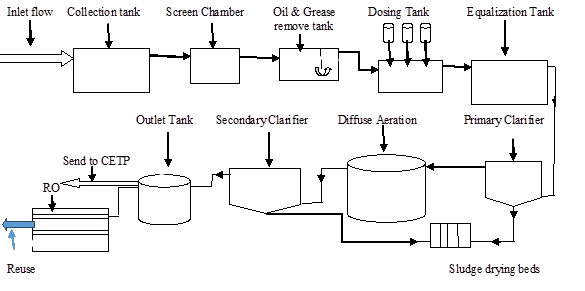 Inlet flow
Collection tank
Screen Chamber
Oil & Grease
remove tank
Dosing Tank
Equalization Tank
Outlet Tank
Secondary Clarifier
Diffuse Aeration
Primary Clarifier
Send to CETP
RO
Reuse
Sludge drying beds